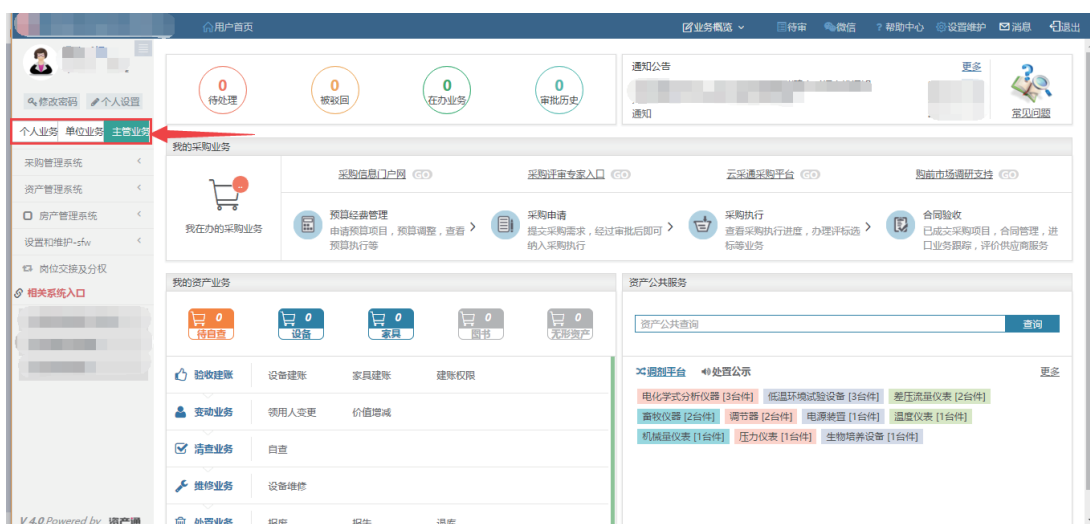 用户首页 业务概览 待审 微信 ? 帮助中心 设置维护 消息 退出
修改密码 个人设置
个人业务 单位业务 主管业务
采购管理系统
资产管理系统
房产管理系统
设置和维护-sfw
岗位交接及分权
相关系统入口
V 4.0 Powered by 资产通
0 0 0 0
待处理 被驳回 在办业务 审批历史
通知公告 更多
通知
常见问题
我的采购业务
我在办的采购业务
采购信息门户网 GO 采购评审专家入口 GO 云采通采购平台 GO 购前市场调研支持 GO
预算经费管理
申请预算项目，预算调整，查看
预算执行等
采购申请
提交采购需求，经过审批后即可
纳入采购执行
采购执行
查看采购执行进度，办理评标选
标等业务
合同验收
已成交采购项目，合同管理，进
口业务跟踪，评价供应商服务
我的资产业务
0 0 0 0 0
待自查 设备 家具 图书 无形资产
验收建账 设备建账 家具建账 建账权限
变动业务 领用人变更 价值增减
清查业务 自查
维修业务 设备维修
处置业务 报废 报失 退库
资产公共服务
资产公共查询 查询
调剂平台 处置公示 更多
电化学式分析仪器 [3台件] 低温环境试验设备 [3台件] 差压流量仪表 [2台件]
畜牧仪器 [2台件] 调节器 [2台件] 电源装置 [1台件] 温度仪表 [1台件]
机械量仪表 [1台件] 压力仪表 [1台件] 生物培养设备 [1台件]